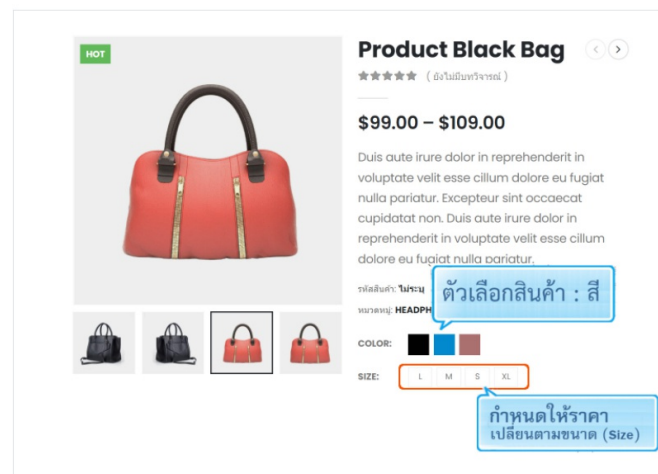 HOT
Product Black Bag
( ยังไม่มีบทวิจารณ์ )
$99.00 – $109.00
Duis aute irure dolor in reprehenderit in
voluptate velit esse cillum dolore eu fugiat
nulla pariatur. Excepteur sint occaecat
cupidatat non. Duis aute irure dolor in
reprehenderit in voluptate velit esse cillum
dolore eu fugiat nulla pariatur.
รหัสสินค้า: ไม่ระบุ
ตัวเลือกสินค้า : สี
หมวดหมู่: HEADPH
COLOR:
SIZE: L M S XL
กำหนดให้ราคา
เปลี่ยนตามขนาด (Size)